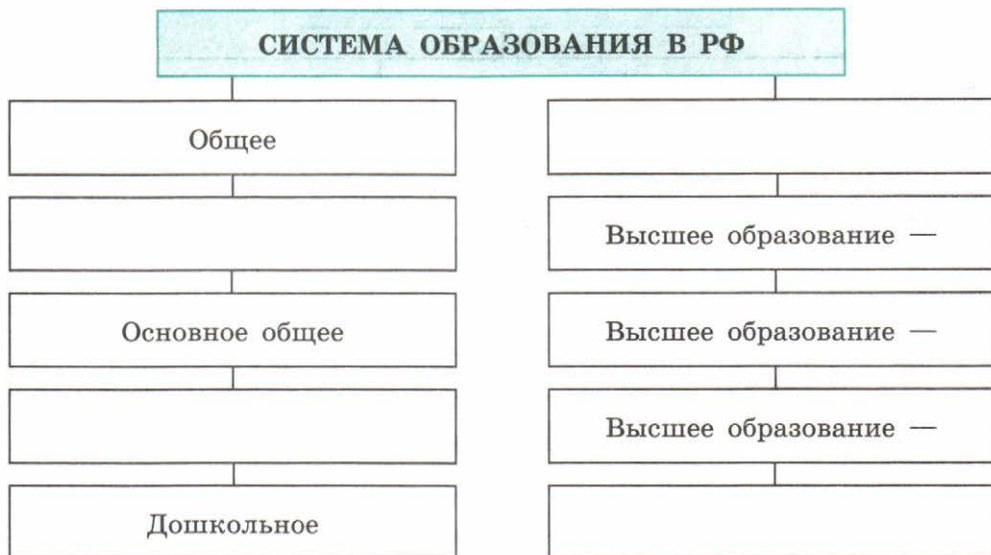 СИСТЕМА ОБРАЗОВАНИЯ В РФ
Общее
Высшее образование —
Основное общее
Высшее образование —
Высшее образование —
Дошкольное